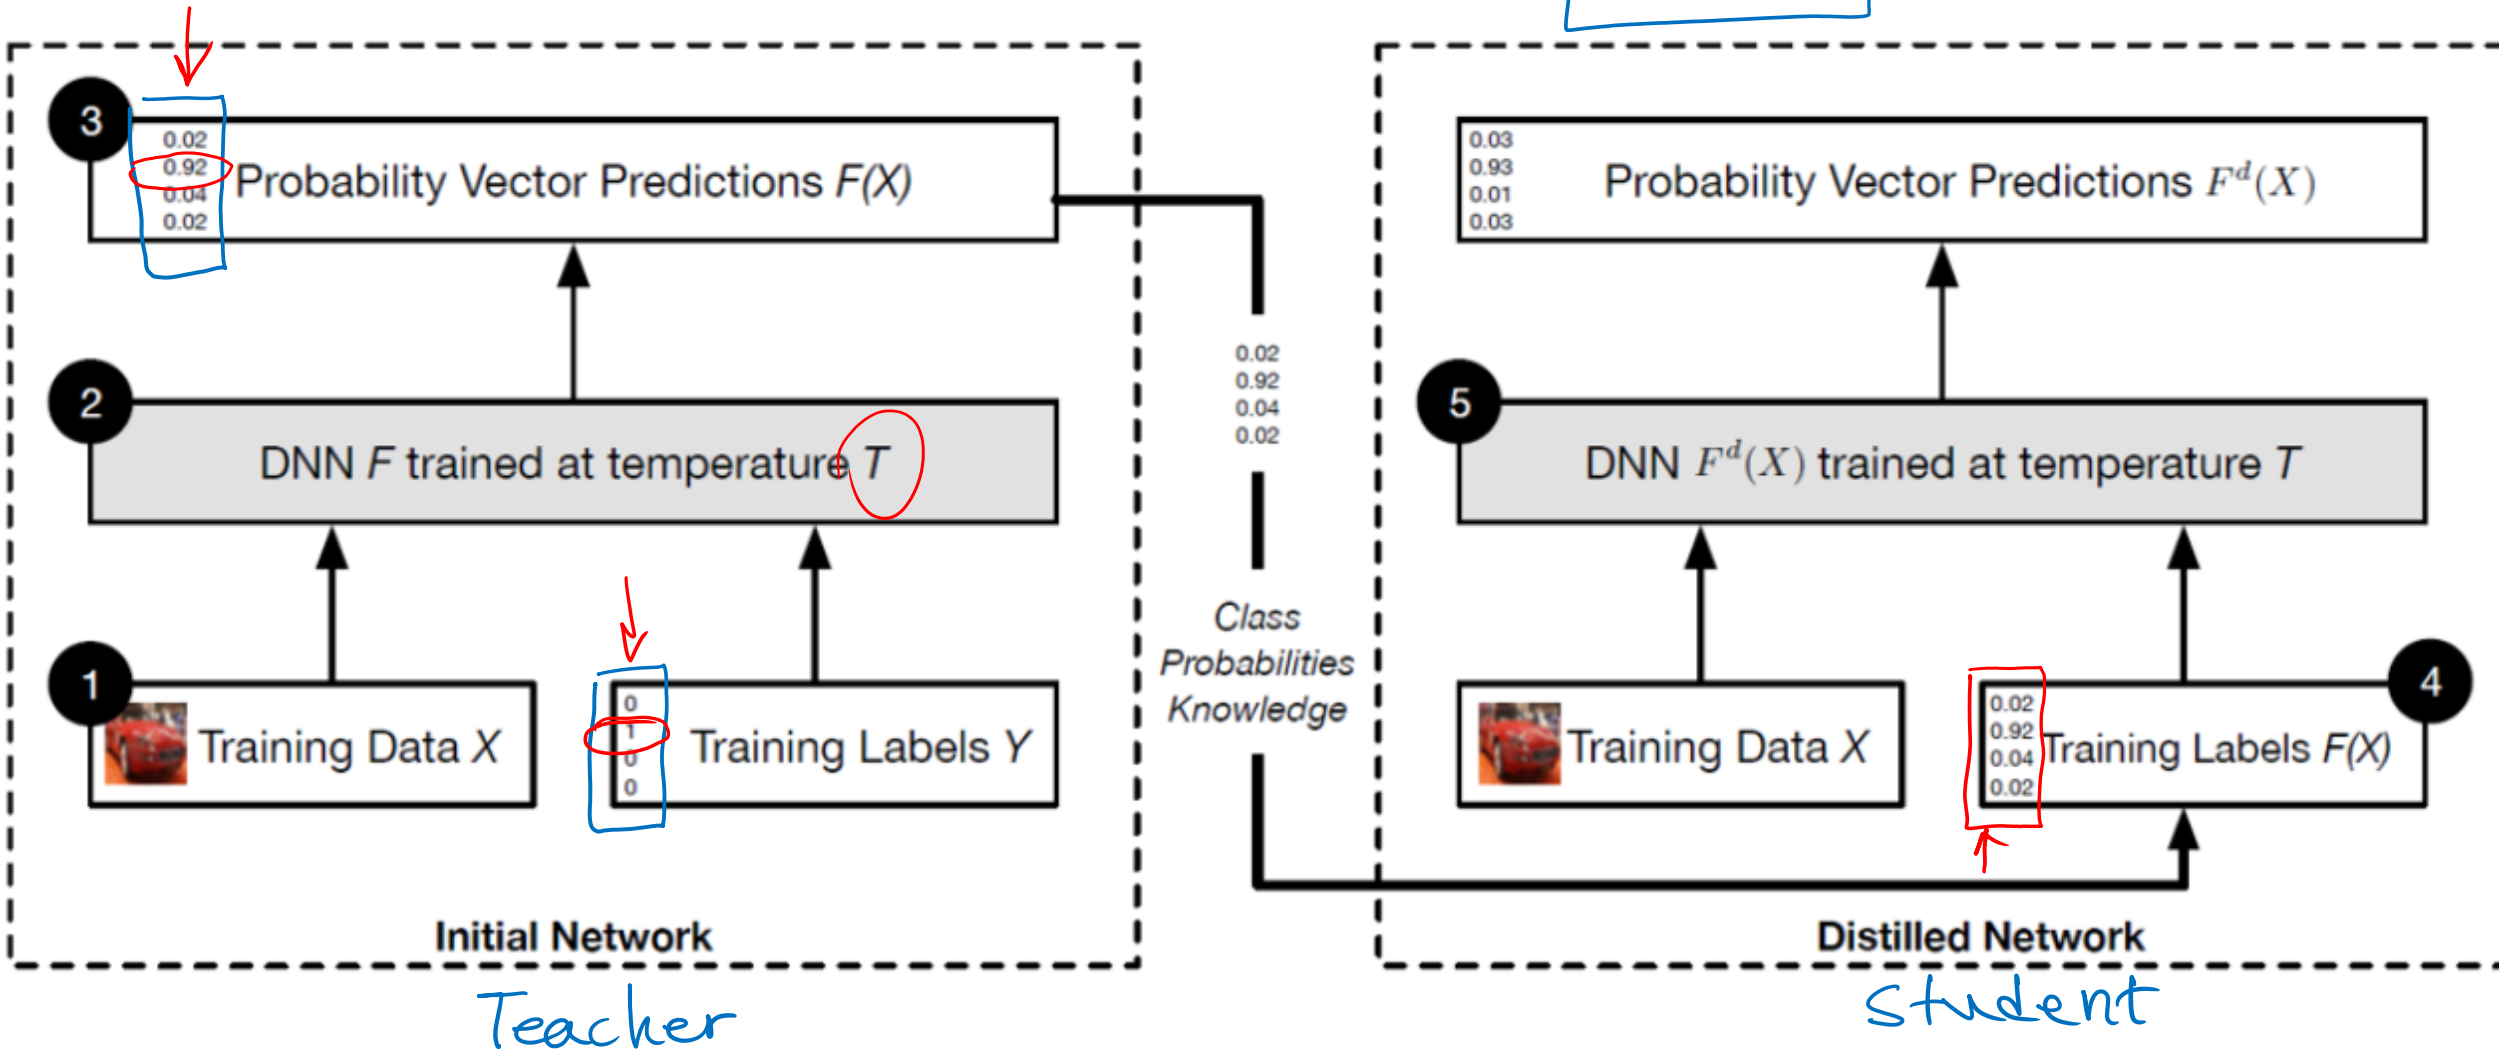 3
0.02
0.92
0.04
0.02
Probability Vector Predictions F(X)
2
DNN F trained at temperature T
1
Training Data X
0
1
0
0
Training Labels Y
Initial Network
Teacher
0.02
0.92
0.04
0.02
Class
Probabilities
Knowledge
0.03
0.93
0.01
0.03
Probability Vector Predictions F^d(X)
5
DNN F^d(X) trained at temperature T
Training Data X
4
0.02
0.92
0.04
0.02
Training Labels F(X)
Distilled Network
student